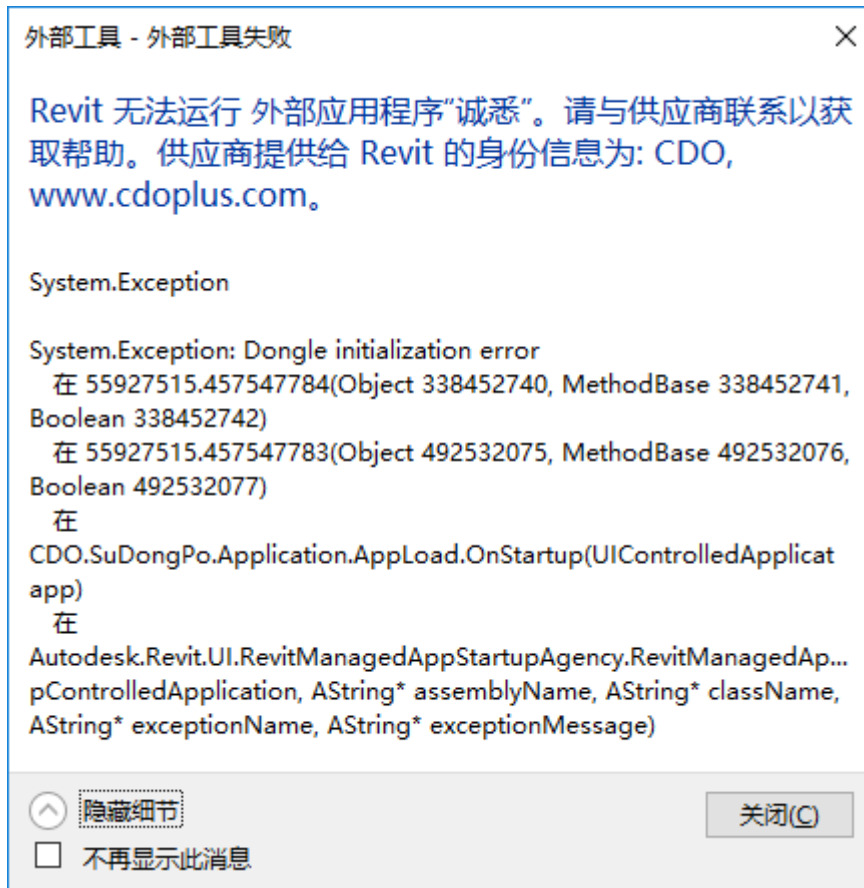 外部工具 - 外部工具失败
Revit 无法运行 外部应用程序“诚悉”。请与供应商联系以获
取帮助。供应商提供给 Revit 的身份信息为: CDO,
www.cdoplus.com。
System.Exception
System.Exception: Dongle initialization error
在 55927515.457547784(Object 338452740, MethodBase 338452741,
Boolean 338452742)
在 55927515.457547783(Object 492532075, MethodBase 492532076,
Boolean 492532077)
在
CDO.SuDongPo.Application.AppLoad.OnStartup(UIControlledApplicat
app)
在
Autodesk.Revit.UI.RevitManagedAppStartupAgency.RevitManagedAp...
pControlledApplication, AString* assemblyName, AString* className,
AString* exceptionName, AString* exceptionMessage)
隐藏细节
关闭(C)
不再显示此消息